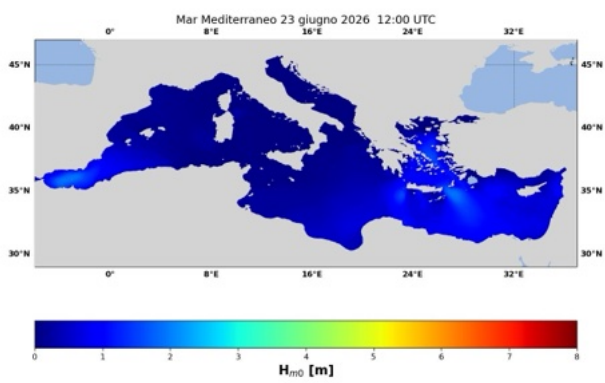 Mar Mediterraneo 23 giugno 2026 12:00 UTC
0° 8°E 16°E 24°E 32°E
45°N 45°N
40°N 40°N
35°N 35°N
30°N 30°N
0° 8°E 16°E 24°E 32°E
0 1 2 3 4 5 6 7 8
Hm0 [m]